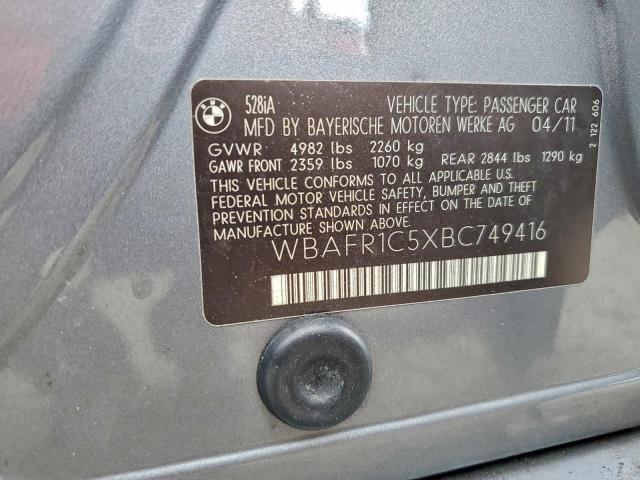 BMW
528iA VEHICLE TYPE: PASSENGER CAR
MFD BY BAYERISCHE MOTOREN WERKE AG 04/11
GVWR 4982 lbs 2260 kg
GAWR FRONT 2359 lbs 1070 kg REAR 2844 lbs 1290 kg
THIS VEHICLE CONFORMS TO ALL APPLICABLE U.S.
FEDERAL MOTOR VEHICLE SAFETY, BUMPER AND THEFT
PREVENTION STANDARDS IN EFFECT ON THE DATE OF
MANUFACTURE SHOWN ABOVE.
WBAFR1C5XBC749416
2 122 606